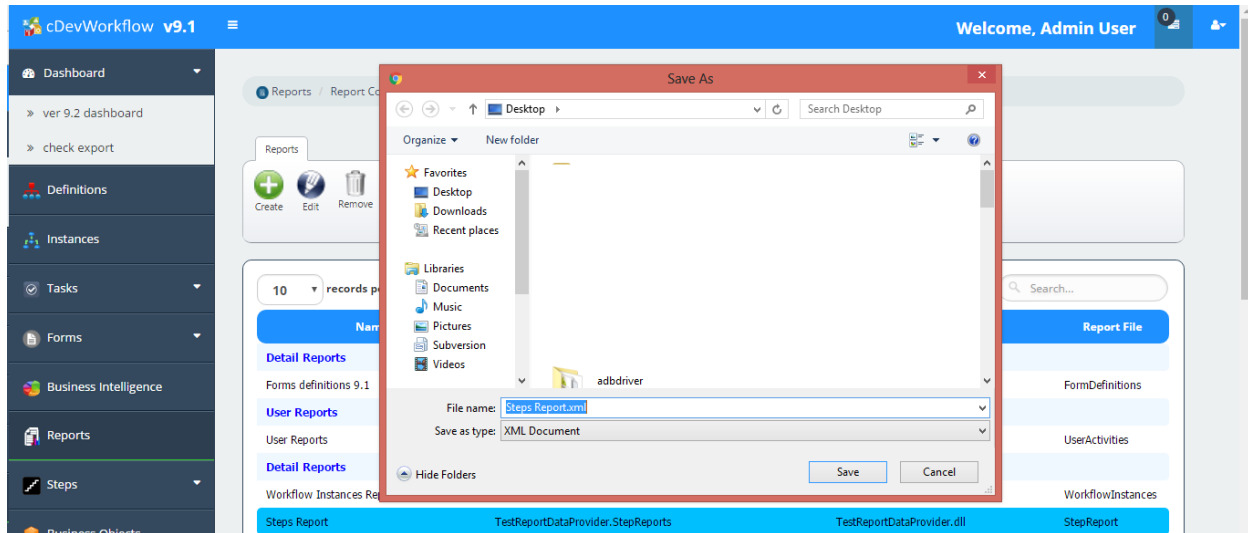 cDevWorkflow v9.1
Welcome, Admin User
0
Dashboard
» ver 9.2 dashboard
» check export
Definitions
Instances
Tasks
Forms
Business Intelligence
Reports
Steps
Business Objects
Reports / Report Co
Reports
Create Edit Remove
10 records pe
Search...
Nam Report File
Detail Reports
Forms definitions 9.1 FormDefinitions
User Reports
User Reports UserActivities
Detail Reports
Workflow Instances Rep WorkflowInstances
Steps Report TestReportDataProvider.StepReports TestReportDataProvider.dll StepReport
Save As
Desktop
Search Desktop
Organize New folder
Favorites
Desktop
Downloads
Recent places
Libraries
Documents
Music
Pictures
Subversion
Videos
adbdriver
File name: Steps Report.xml
Save as type: XML Document
Hide Folders
Save Cancel